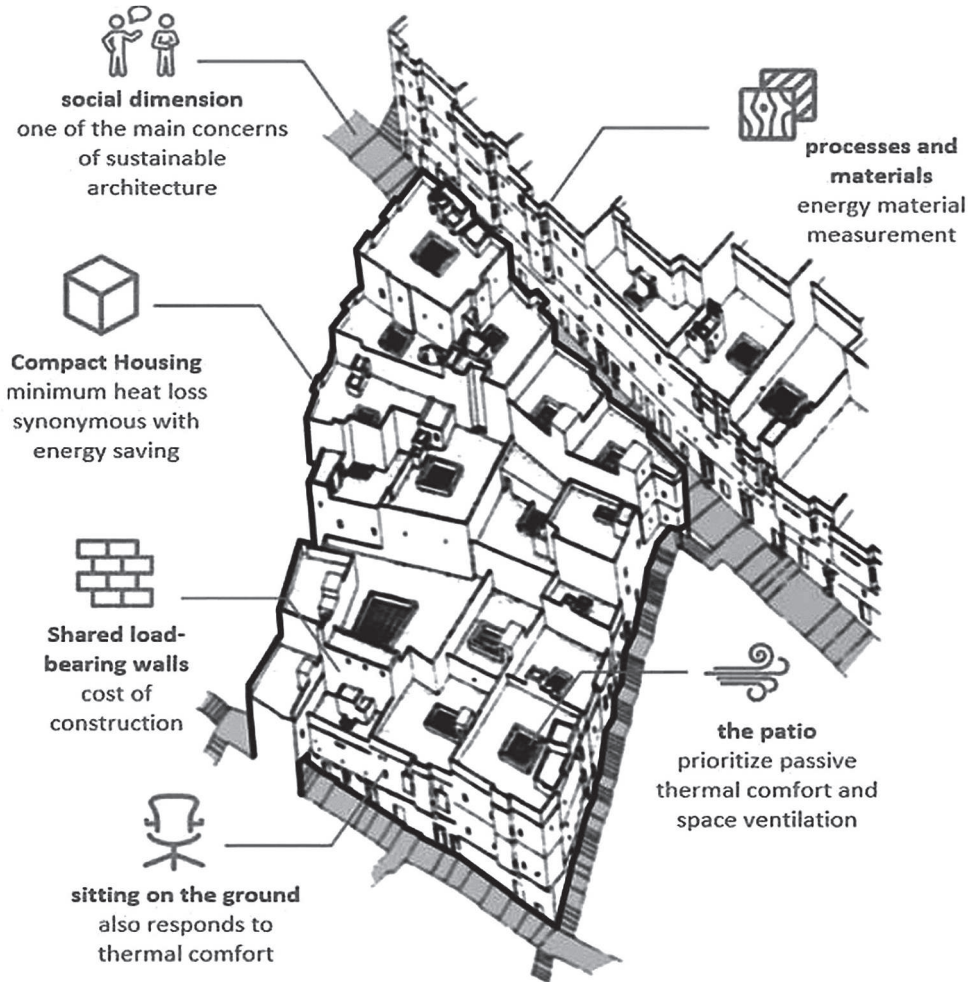 social dimension
one of the main concerns
of sustainable
architecture
processes and
materials
energy material
measurement
Compact Housing
minimum heat loss
synonymous with
energy saving
Shared load-
bearing walls
cost of
construction
the patio
prioritize passive
thermal comfort and
space ventilation
sitting on the ground
also responds to
thermal comfort